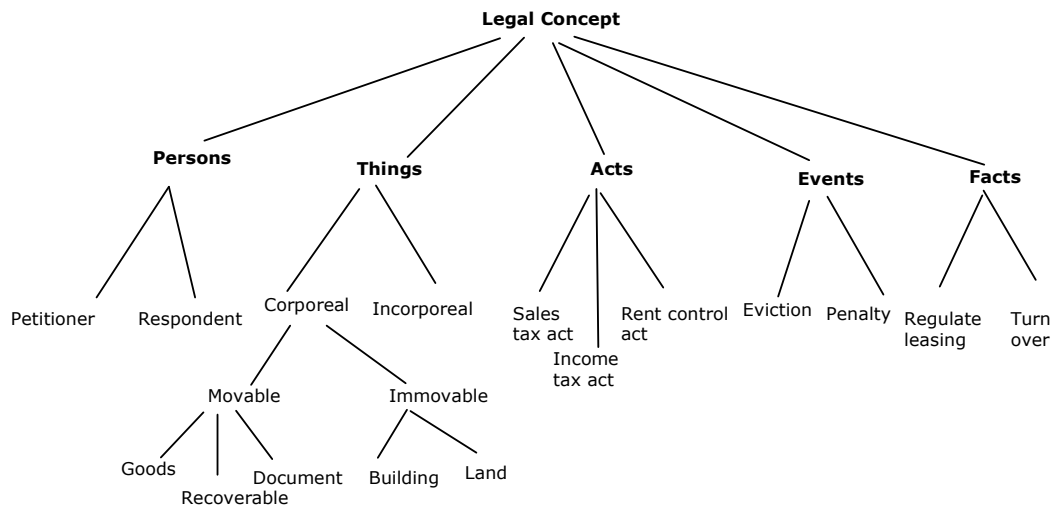 Legal Concept
Persons
Things
Acts
Events
Facts
Petitioner
Respondent
Corporeal
Incorporeal
Sales
tax act
Income
tax act
Rent control
act
Eviction
Penalty
Regulate
leasing
Turn
over
Movable
Immovable
Goods
Recoverable
Document
Building
Land